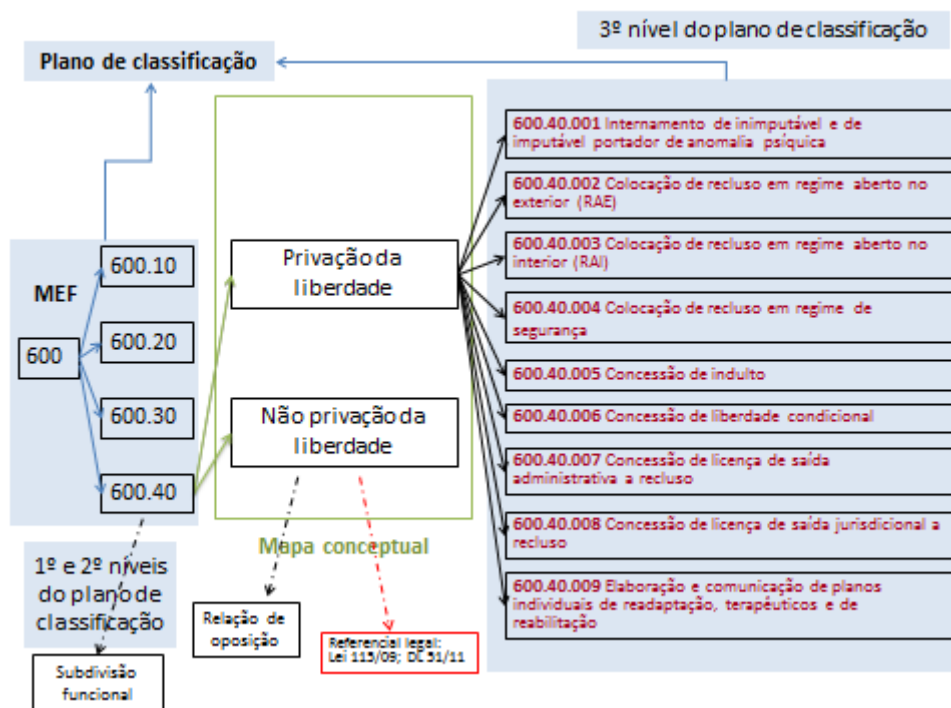 3º nível do plano de classificação
Plano de classificação
600.40.001 Internamento de inimputável e de
imputável portador de anomalia psíquica
600.40.002 Colocação de recluso em regime aberto no
exterior (RAE)
600.40.003 Colocação de recluso em regime aberto no
interior (RAI)
600.40.004 Colocação de recluso em regime de
segurança
600.40.005 Concessão de indulto
600.40.006 Concessão de liberdade condicional
600.40.007 Concessão de licença de saída
administrativa a recluso
600.40.008 Concessão de licença de saída jurisdicional a
recluso
600.40.009 Elaboração e comunicação de planos
individuais de readaptação, terapêuticos e de
reabilitação
MEF
600
600.10
600.20
600.30
600.40
Privação da
liberdade
Não privação da
liberdade
Mapa conceptual
1º e 2º níveis
do plano de
classificação
Subdivisão
funcional
Relação de
oposição
Referencial legal:
Lei 115/09; DL 51/11